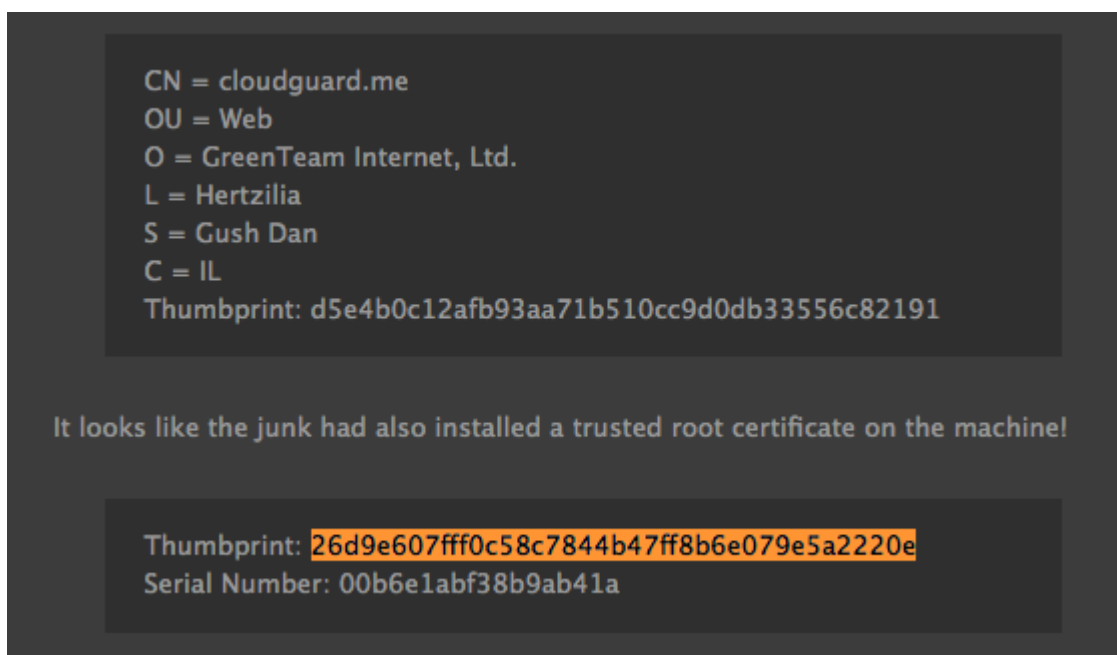 CN = cloudguard.me
OU = Web
O = GreenTeam Internet, Ltd.
L = Hertzilia
S = Gush Dan
C = IL
Thumbprint: d5e4b0c12afb93aa71b510cc9d0db33556c82191
It looks like the junk had also installed a trusted root certificate on the machine!
Thumbprint: 26d9e607fff0c58c7844b47ff8b6e079e5a2220e
Serial Number: 00b6e1abf38b9ab41a